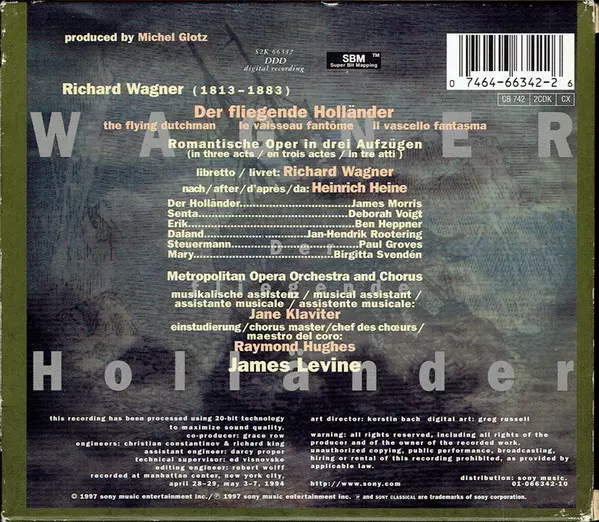 produced by Michel Glotz
S2K 66342
DDD
digital recording
SBM ™
Super Bit Mapping
0 7464-66342-2 6
CB 742 2CDK CX
Richard Wagner (1813-1883)
WAGNER
Der fliegende Holländer
the flying dutchman le vaisseau fantôme il vascello fantasma
Romantische Oper in drei Aufzügen
(in three acts / en trois actes / in tre atti )
libretto / livret: Richard Wagner
nach/after/d'après/da: Heinrich Heine
Der Holländer............................James Morris
Senta........................................Deborah Voigt
Erik............................................Ben Heppner
Daland..........................Jan-Hendrik Rootering
Steuermann................................Paul Groves
Mary....................................Birgitta Svendén
Der
Metropolitan Opera Orchestra and Chorus
fliegende
musikalische assistenz / musical assistant /
assistante musicale / assistente musicale:
Jane Klaviter
einstudierung/chorus master/chef des chœurs/
maestro del coro:
Raymond Hughes
James Levine
Holländer
this recording has been processed using 20-bit technology
to maximize sound quality.
co-producer: grace row
engineers: christian constantinov & richard king
assistant engineer: darcy proper
technical supervisor: ed vlsnovske
editing engineer: robert wolff
recorded at manhattan center, new york city,
april 28-29, may 3-7, 1994
art director: kerstin bach digital art: greg russell
warning: all rights reserved, including all rights of the
producer and of the owner of the recorded work.
unauthorized copying, public performance, broadcasting,
hiring or rental of this recording prohibited, as provided by
applicable law.
distribution: sony music.
http://www.sony.com 01-066342-10
© 1997 sony music entertainment inc./ ℗ 1997 sony music entertainment inc. and SONY CLASSICAL are trademarks of sony corporation.